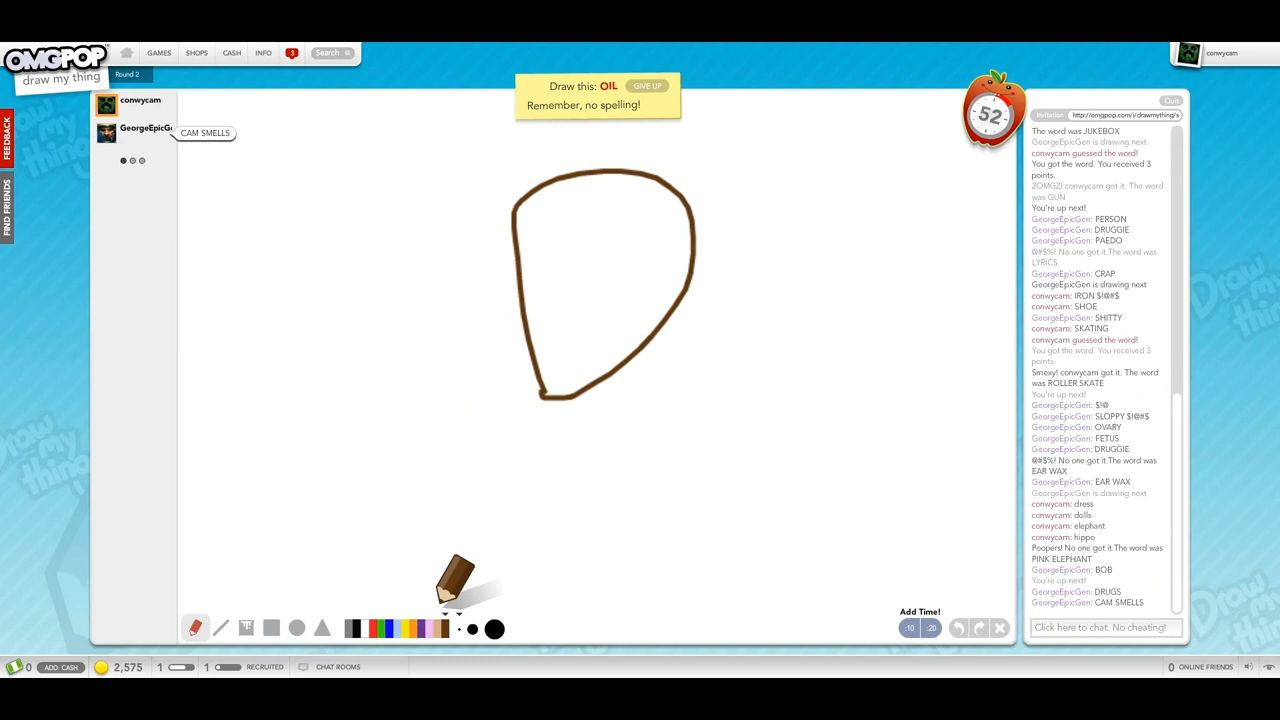 OMGPOP
GAMES SHOPS CASH INFO 3 Search
conwycam
draw my thing
Round 2
Draw this: OIL GIVE UP
Remember, no spelling!
52
FEEDBACK
FIND FRIENDS
conwycam
GeorgeEpicG
CAM SMELLS
Quit
Invitation http://omgpop.com/i/drawmything/s
The word was JUKEBOX
GeorgeEpicGen is drawing next
conwycam guessed the word!
You got the word. You received 3
points.
ZOMGZ! conwycam got it. The word
was GUN
You're up next!
GeorgeEpicGen: PERSON
GeorgeEpicGen: DRUGGIE
GeorgeEpicGen: PAEDO
@#$%! No one got it.The word was
LYRICS
GeorgeEpicGen: CRAP
GeorgeEpicGen is drawing next
conwycam: IRON $!@#$
conwycam: SHOE
GeorgeEpicGen: SHITTY
conwycam: SKATING
conwycam guessed the word!
You got the word. You received 3
points.
Smexy! conwycam got it. The word
was ROLLER SKATE
You're up next!
GeorgeEpicGen: $!@
GeorgeEpicGen: SLOPPY $!@#$
GeorgeEpicGen: OVARY
GeorgeEpicGen: FETUS
GeorgeEpicGen: DRUGGIE
@#$%! No one got it.The word was
EAR WAX
GeorgeEpicGen: EAR WAX
GeorgeEpicGen is drawing next
conwycam: dress
conwycam: dolls
conwycam: elephant
conwycam: hippo
Poopers! No one got it.The word was
PINK ELEPHANT
GeorgeEpicGen: BOB
You're up next!
GeorgeEpicGen: DRUGS
GeorgeEpicGen: CAM SMELLS
Click here to chat. No cheating!
Add Time!
:10 :20
0 ADD CASH 2,575 1 1 RECRUITED CHAT ROOMS 0 ONLINE FRIENDS